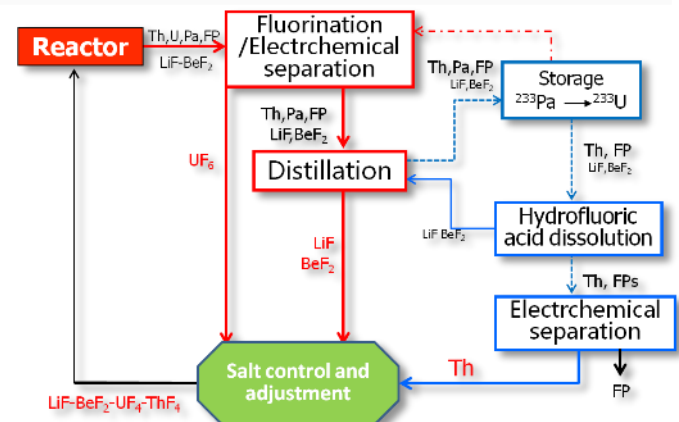 Reactor
Th,U,Pa,FP
LiF-BeF₂
Fluorination
/Electrchemical
separation
Th,Pa,FP
LiF,BeF₂
Storage
²³³Pa → ²³³U
Th,Pa,FP
LiF,BeF₂
UF₆
Distillation
Th, FP
LiF,BeF₂
LiF BeF₂
Hydrofluoric
acid dissolution
LiF
BeF₂
Th, FPs
Electrchemical
separation
Salt control and
adjustment
Th
FP
LiF-BeF₂-UF₄-ThF₄